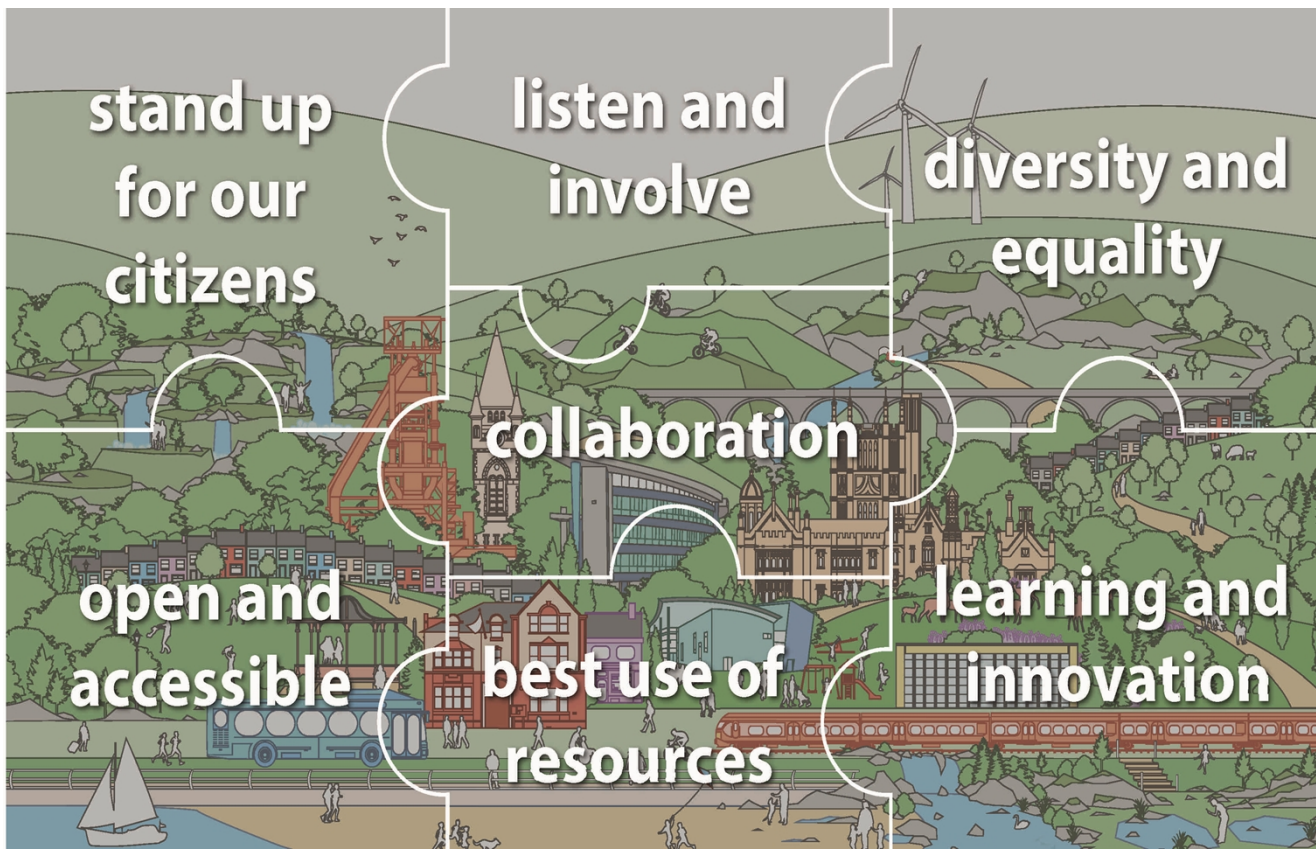 stand up
for our
citizens
listen and
involve
diversity and
equality
collaboration
open and
accessible
best use of
resources
learning and
innovation